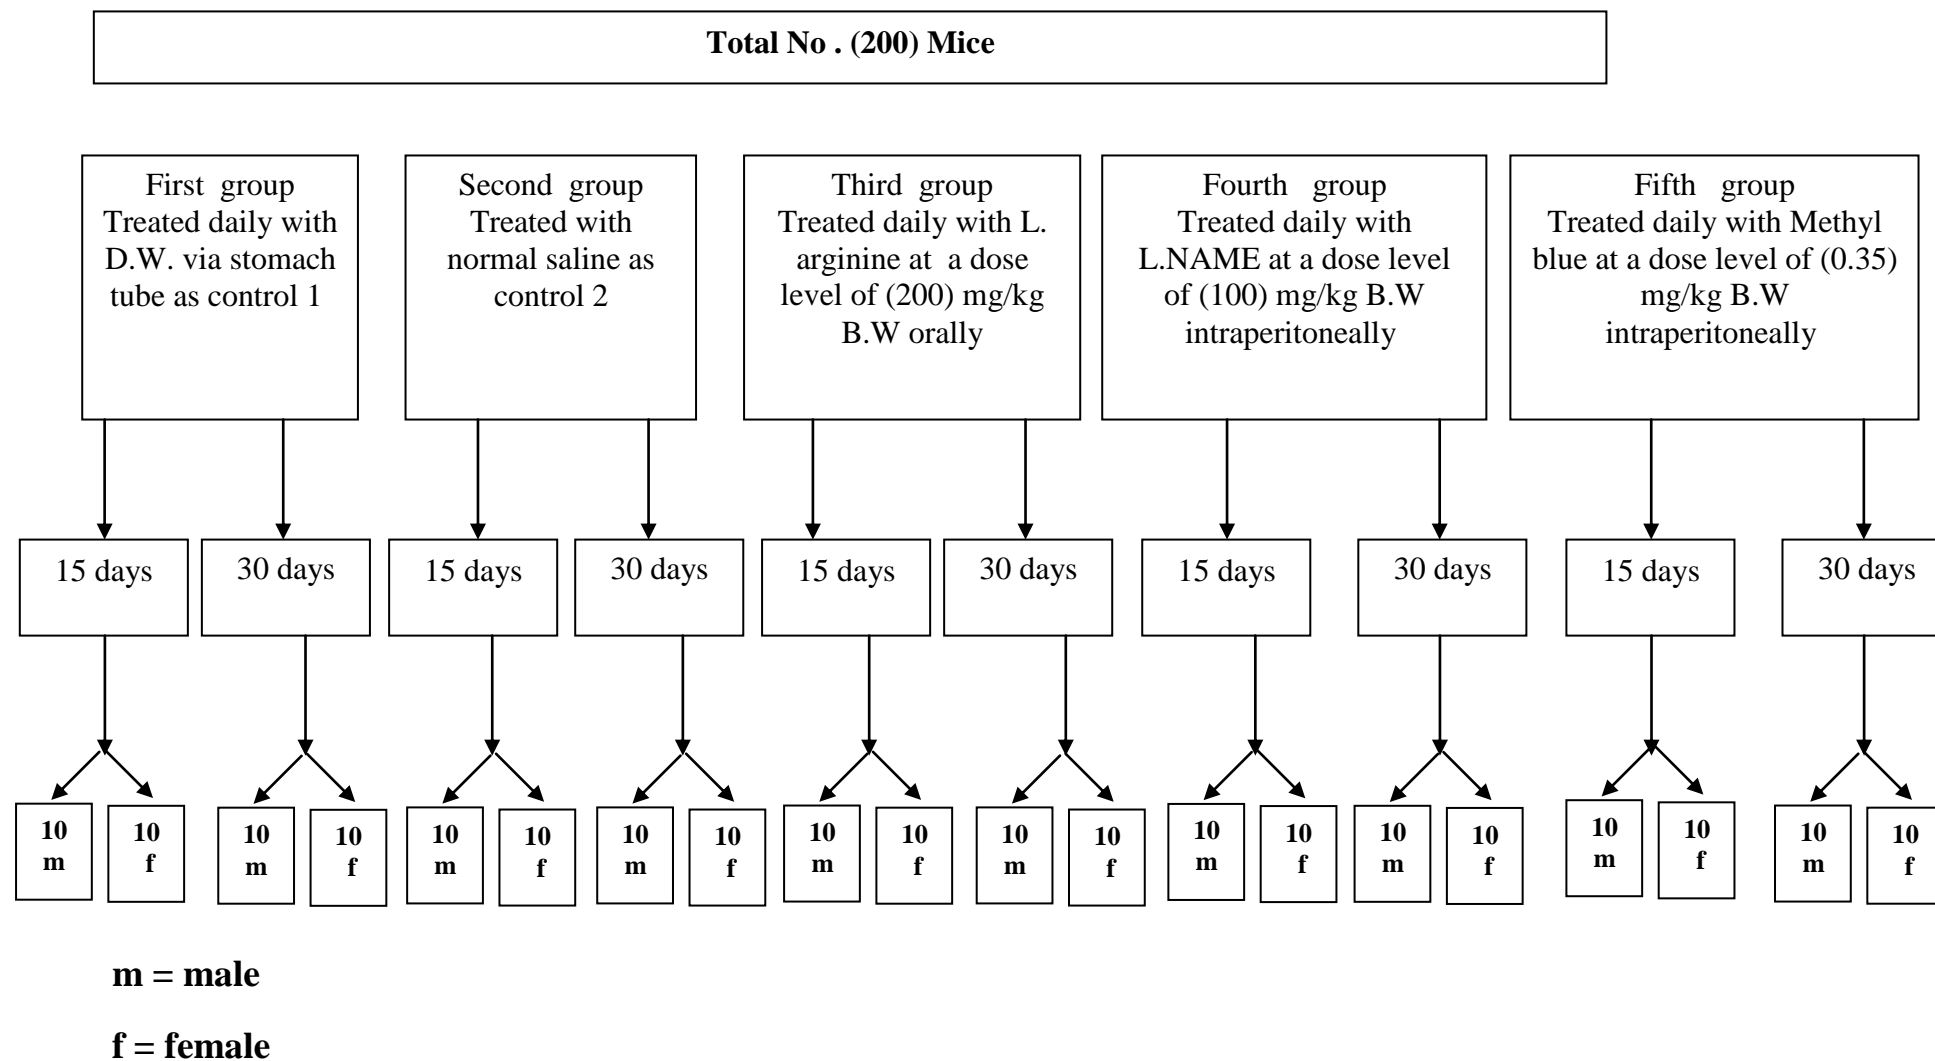 Total No . (200) Mice
First group
Treated daily with
D.W. via stomach
tube as control 1
Second group
Treated with
normal saline as
control 2
Third group
Treated daily with L.
arginine at a dose
level of (200) mg/kg
B.W orally
Fourth group
Treated daily with
L.NAME at a dose level
of (100) mg/kg B.W
intraperitoneally
Fifth group
Treated daily with Methyl
blue at a dose level of (0.35)
mg/kg B.W
intraperitoneally
15 days
30 days
15 days
30 days
15 days
30 days
15 days
30 days
15 days
30 days
10
m
10
f
10
m
10
f
10
m
10
f
10
m
10
f
10
m
10
f
10
m
10
f
10
m
10
f
10
m
10
f
10
m
10
f
10
m
10
f
m = male
f = female